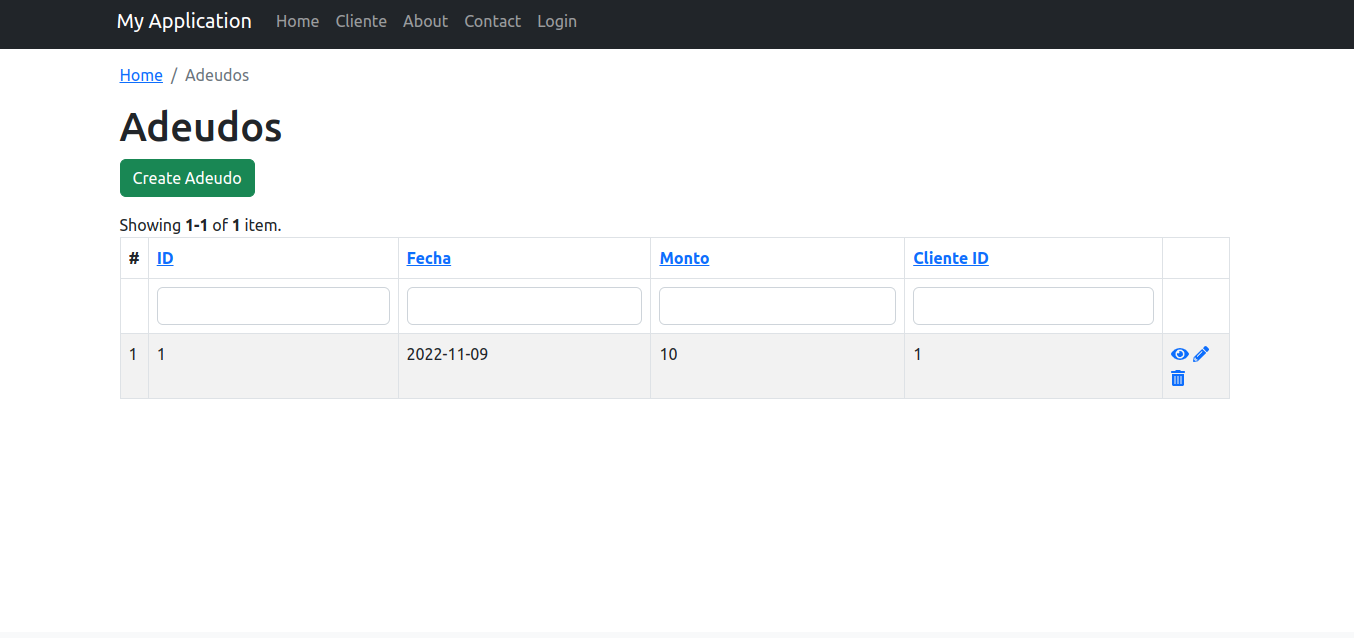 My Application Home Cliente About Contact Login
Home / Adeudos
Adeudos
Create Adeudo
Showing 1-1 of 1 item.
# ID Fecha Monto Cliente ID
1 1 2022-11-09 10 1